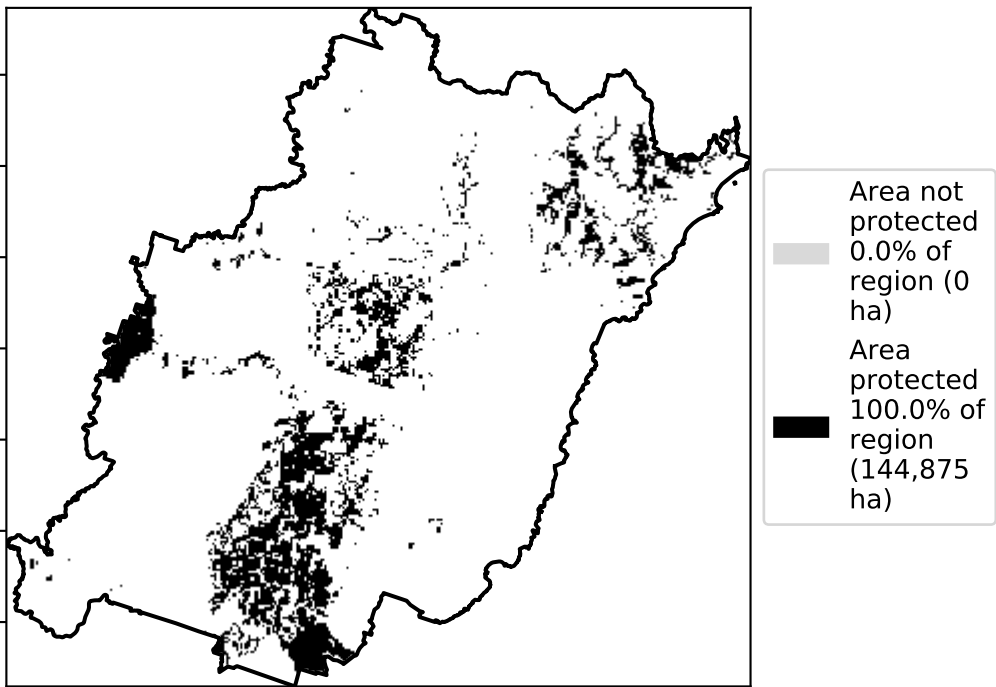 Area not
protected
0.0% of
region (0
ha)
Area
protected
100.0% of
region
(144,875
ha)